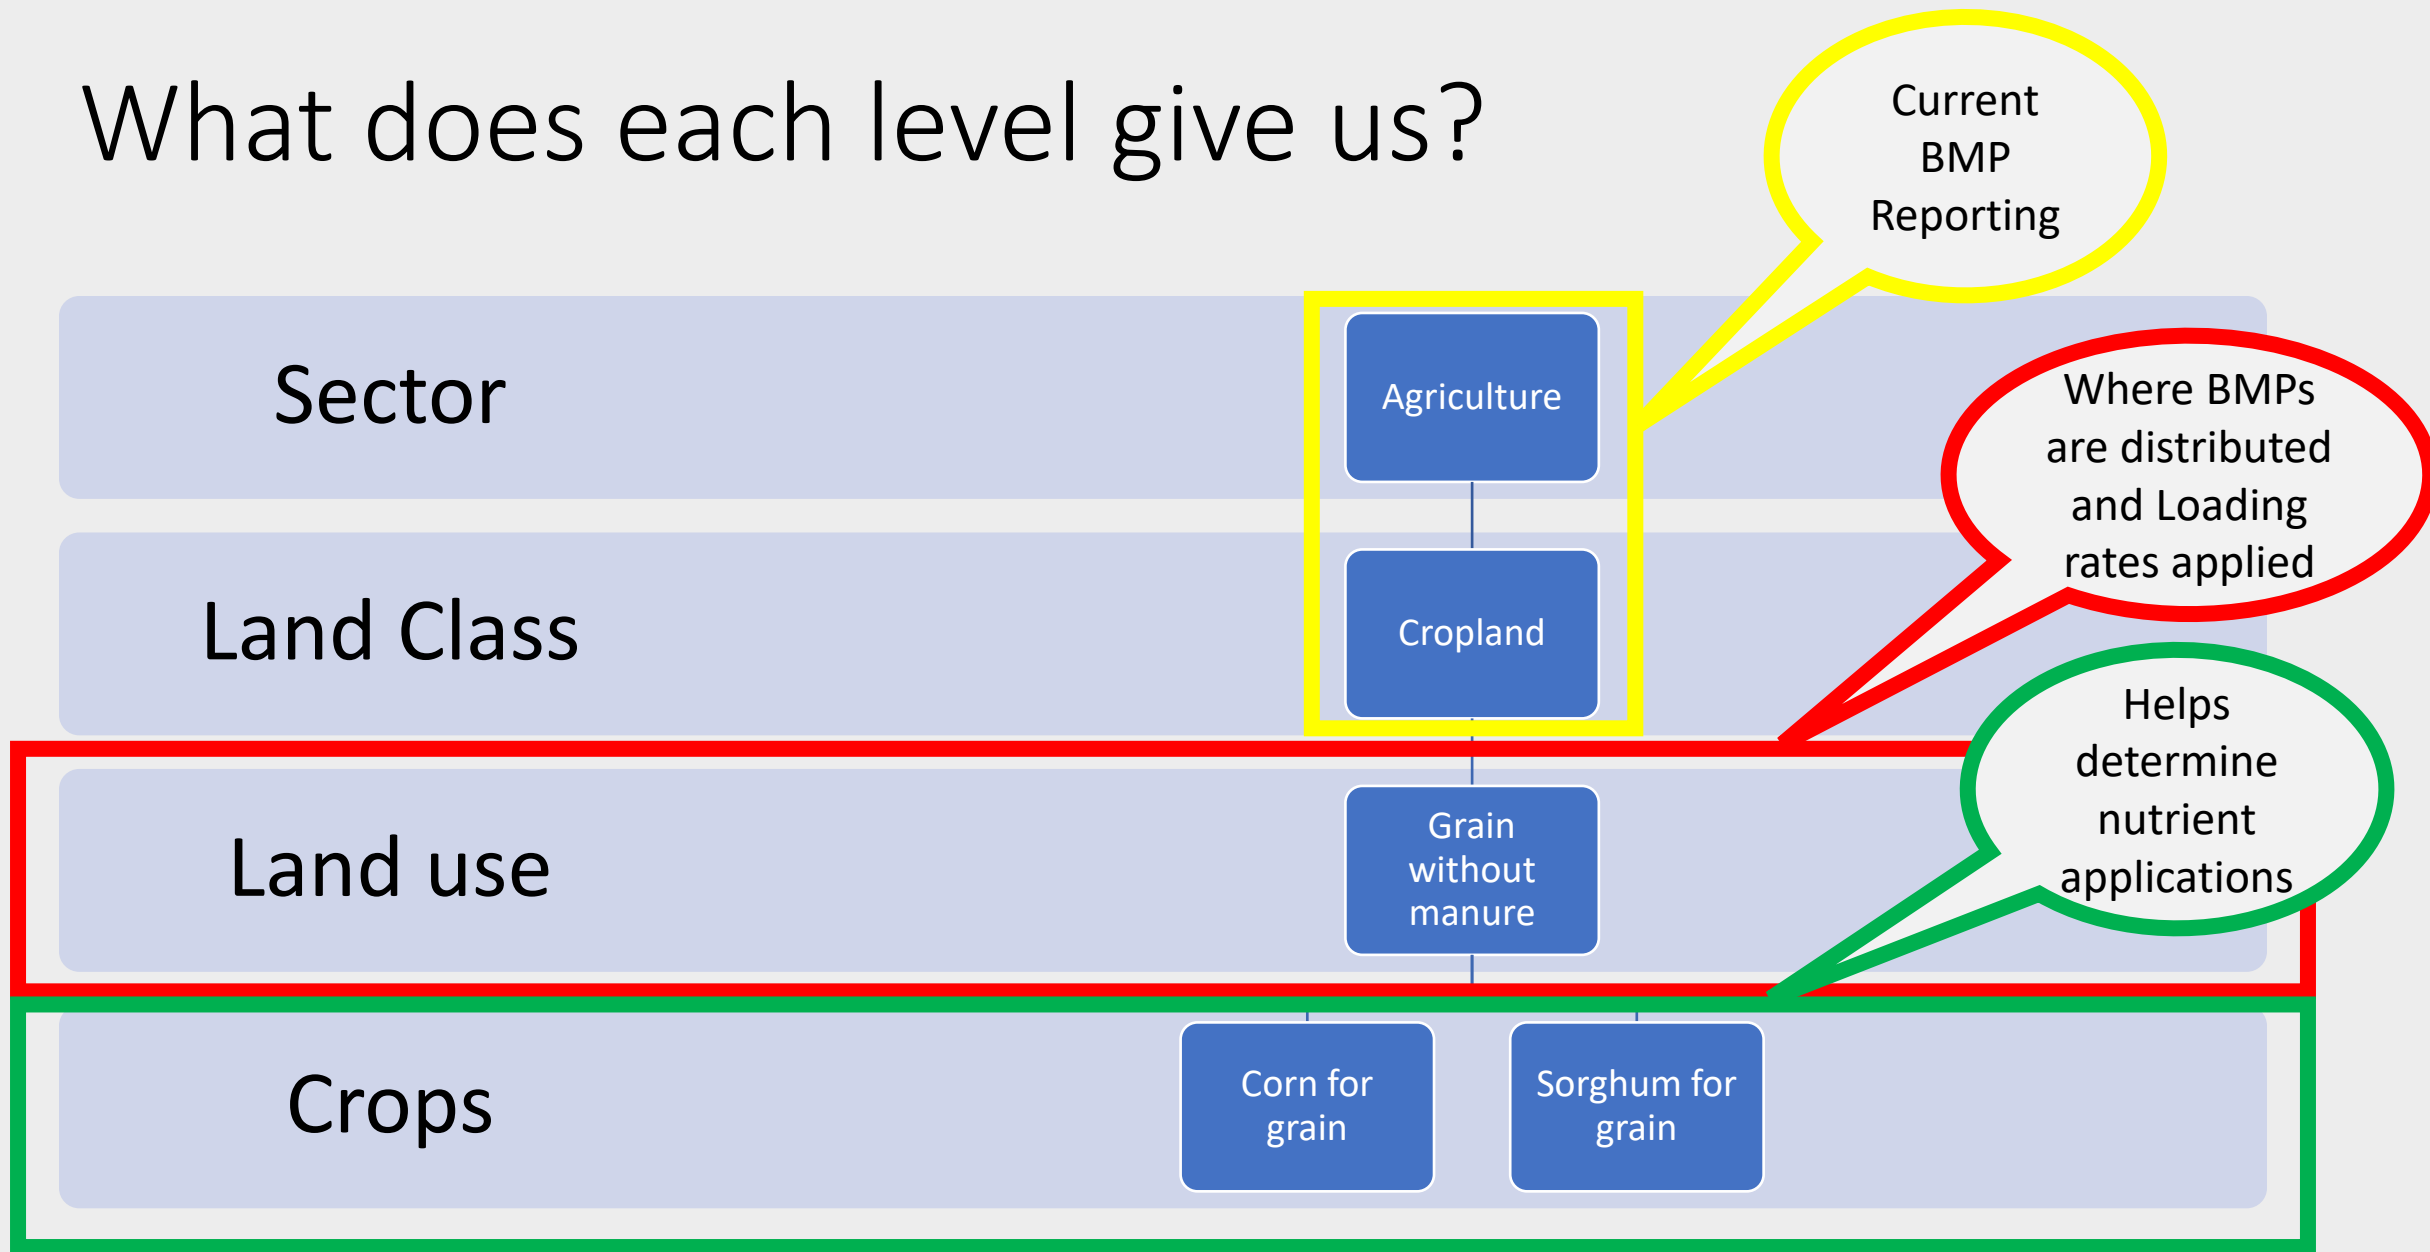 What does each level give us?
Current
BMP
Reporting
Sector
Agriculture
Where BMPs
are distributed
and Loading
rates applied
Land Class
Cropland
Helps
determine
nutrient
applications
Land use
Grain
without
manure
Crops
Corn for
grain
Sorghum for
grain